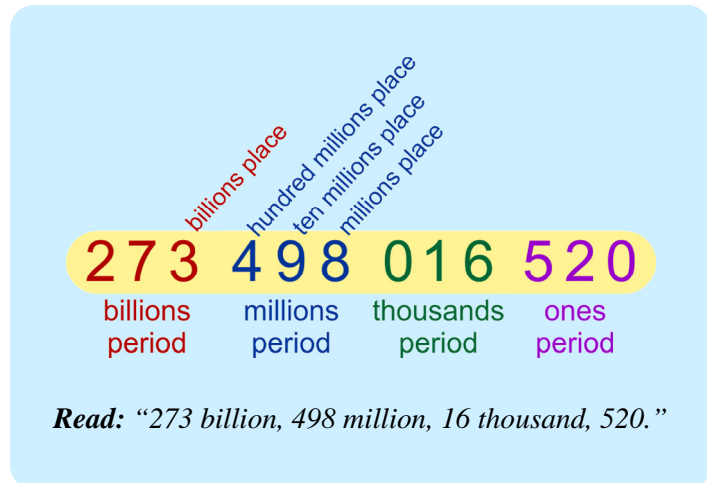 billions place
hundred millions place
ten millions place
millions place
273 498 016 520
billions period
millions period
thousands period
ones period
Read: “273 billion, 498 million, 16 thousand, 520.”